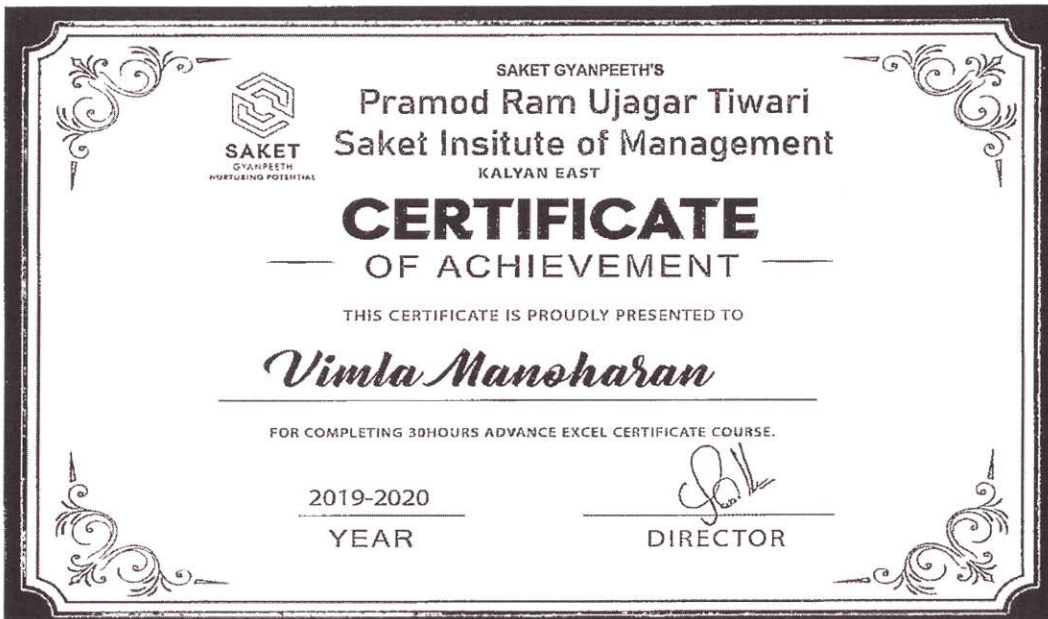 SAKET GYANPEETH'S
Pramod Ram Ujagar Tiwari
Saket Insitute of Management
KALYAN EAST
SAKET
GYANPEETH
NURTURING POTENTIAL
CERTIFICATE
OF ACHIEVEMENT
THIS CERTIFICATE IS PROUDLY PRESENTED TO
Vimla Manoharan
FOR COMPLETING 30HOURS ADVANCE EXCEL CERTIFICATE COURSE.
2019-2020
YEAR
DIRECTOR